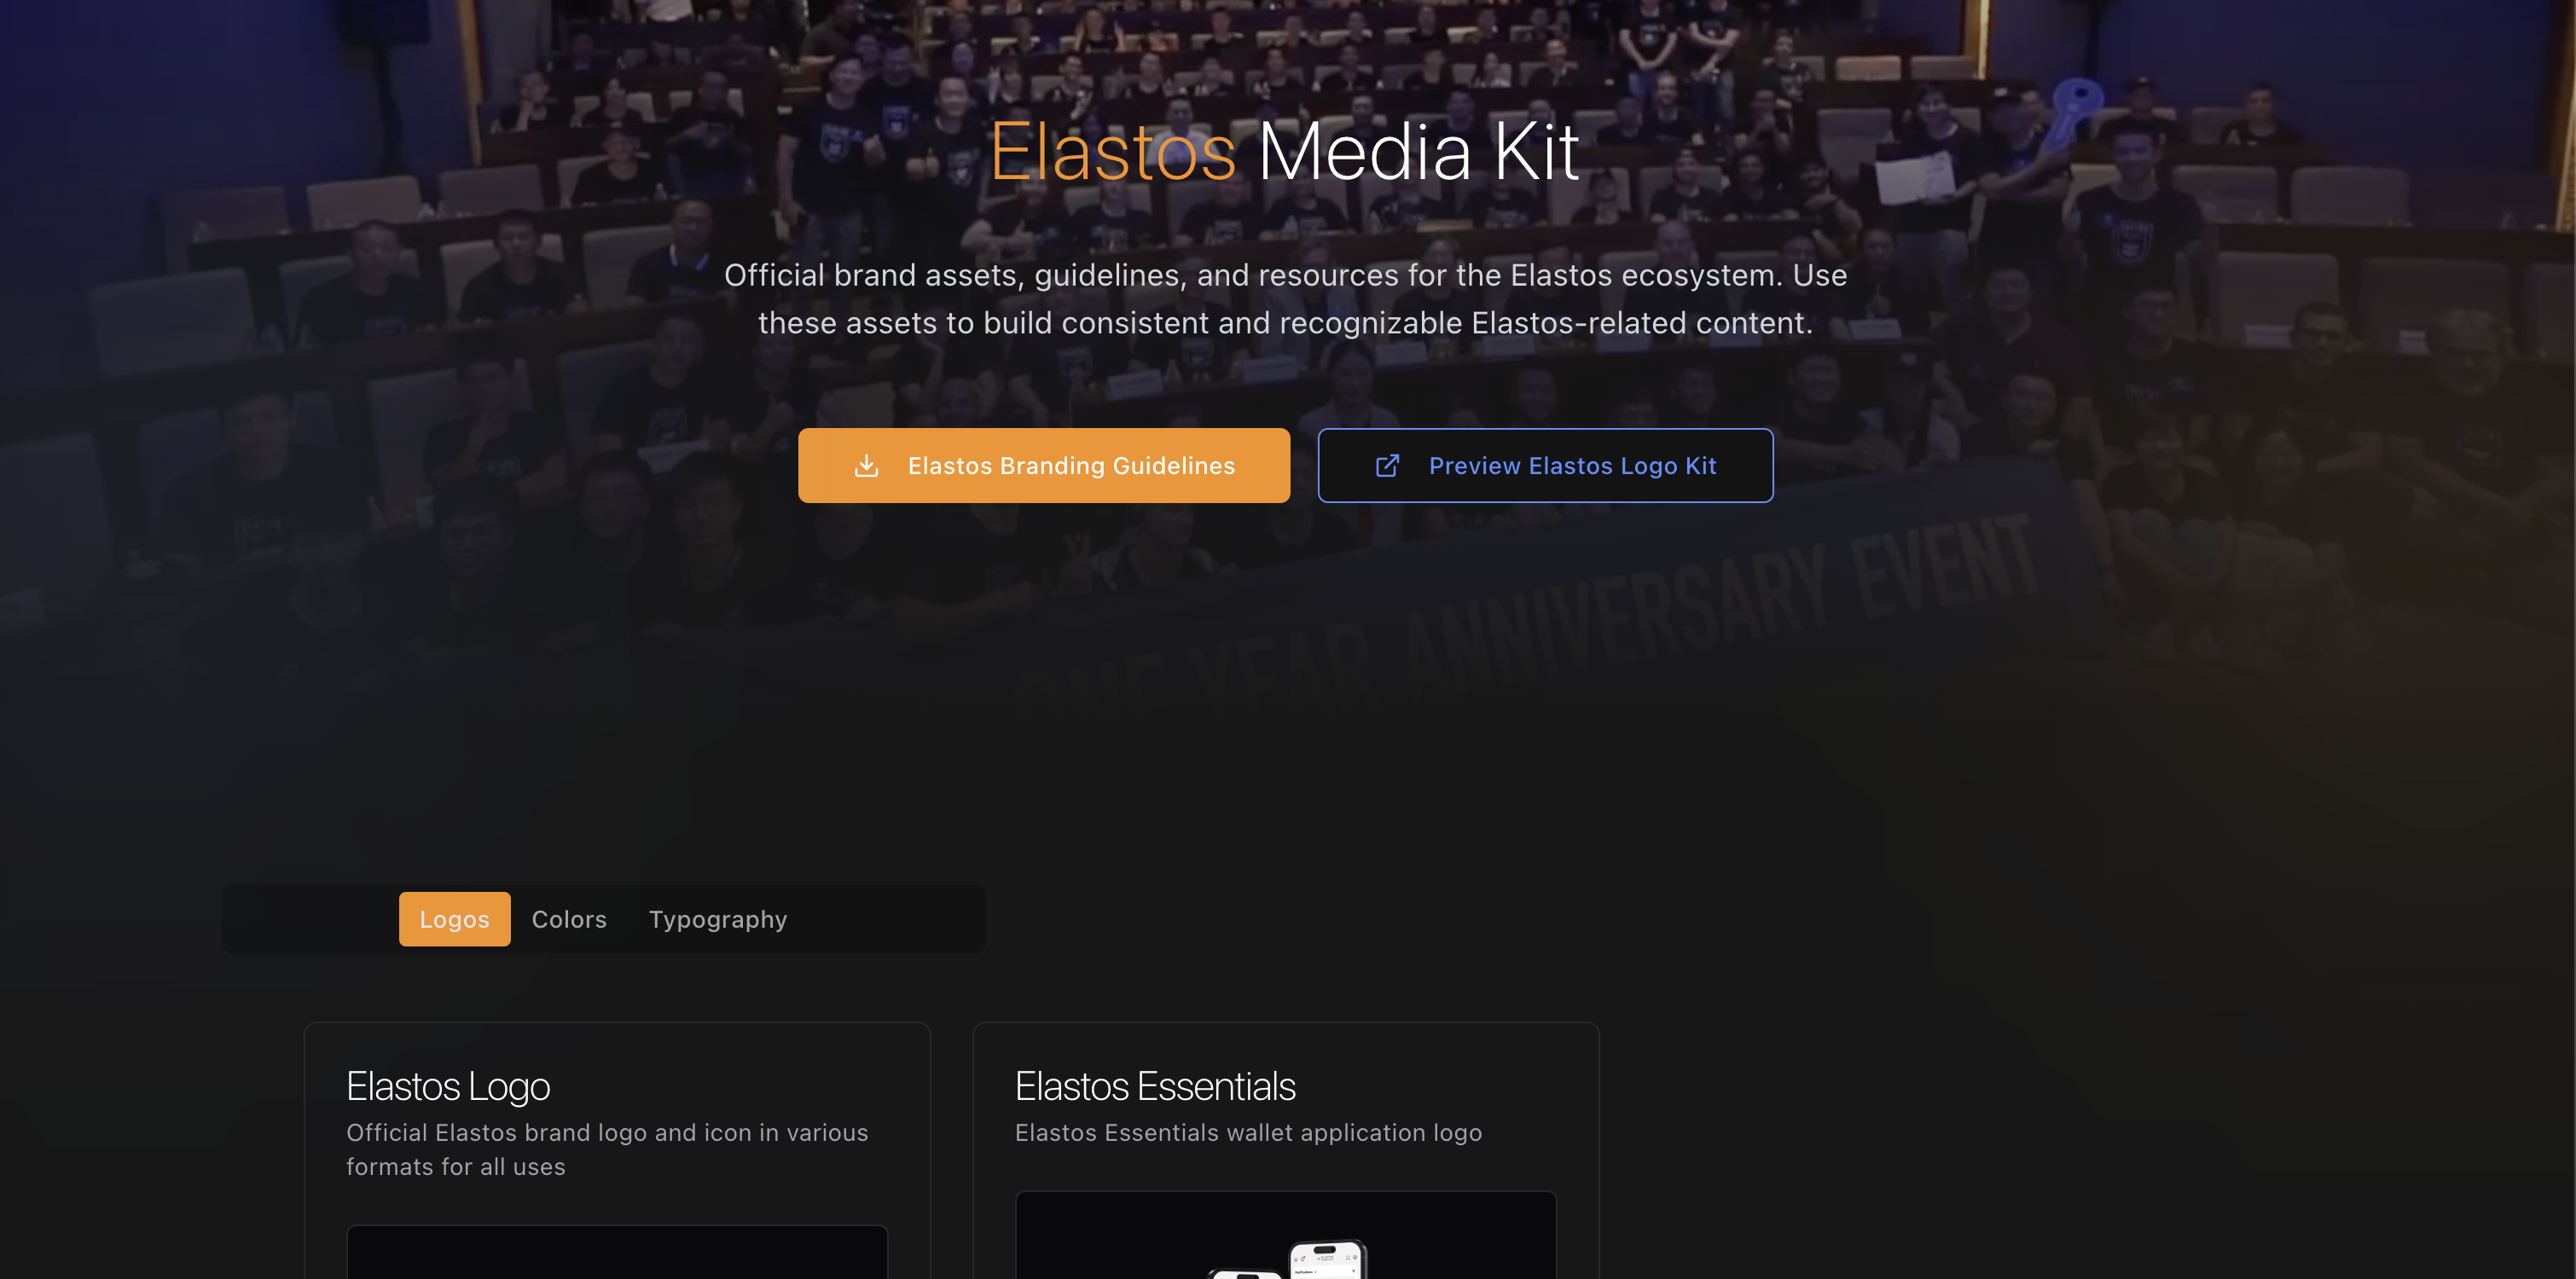 Elastos Media Kit
Official brand assets, guidelines, and resources for the Elastos ecosystem. Use
these assets to build consistent and recognizable Elastos-related content.
Elastos Branding Guidelines
Preview Elastos Logo Kit
ONE YEAR ANNIVERSARY EVENT
Logos
Colors
Typography
Elastos Logo
Official Elastos brand logo and icon in various
formats for all uses
Elastos Essentials
Elastos Essentials wallet application logo